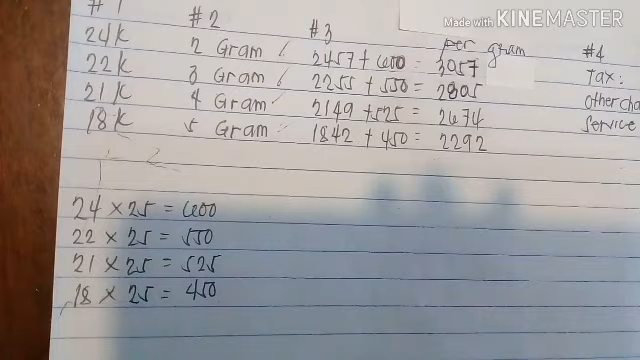 Made with KINEMASTER
# 1 #2 #3 per gram #4
24K 2 Gram 2457 + 600 = 3057 Tax:
22K 3 Gram 2255 + 550 = 2805 Other cha
21K 4 Gram 2149 + 525 = 2674 Service
18K 5 Gram 1842 + 450 = 2292
24 × 25 = 600
22 × 25 = 550
21 × 25 = 525
18 × 25 = 450